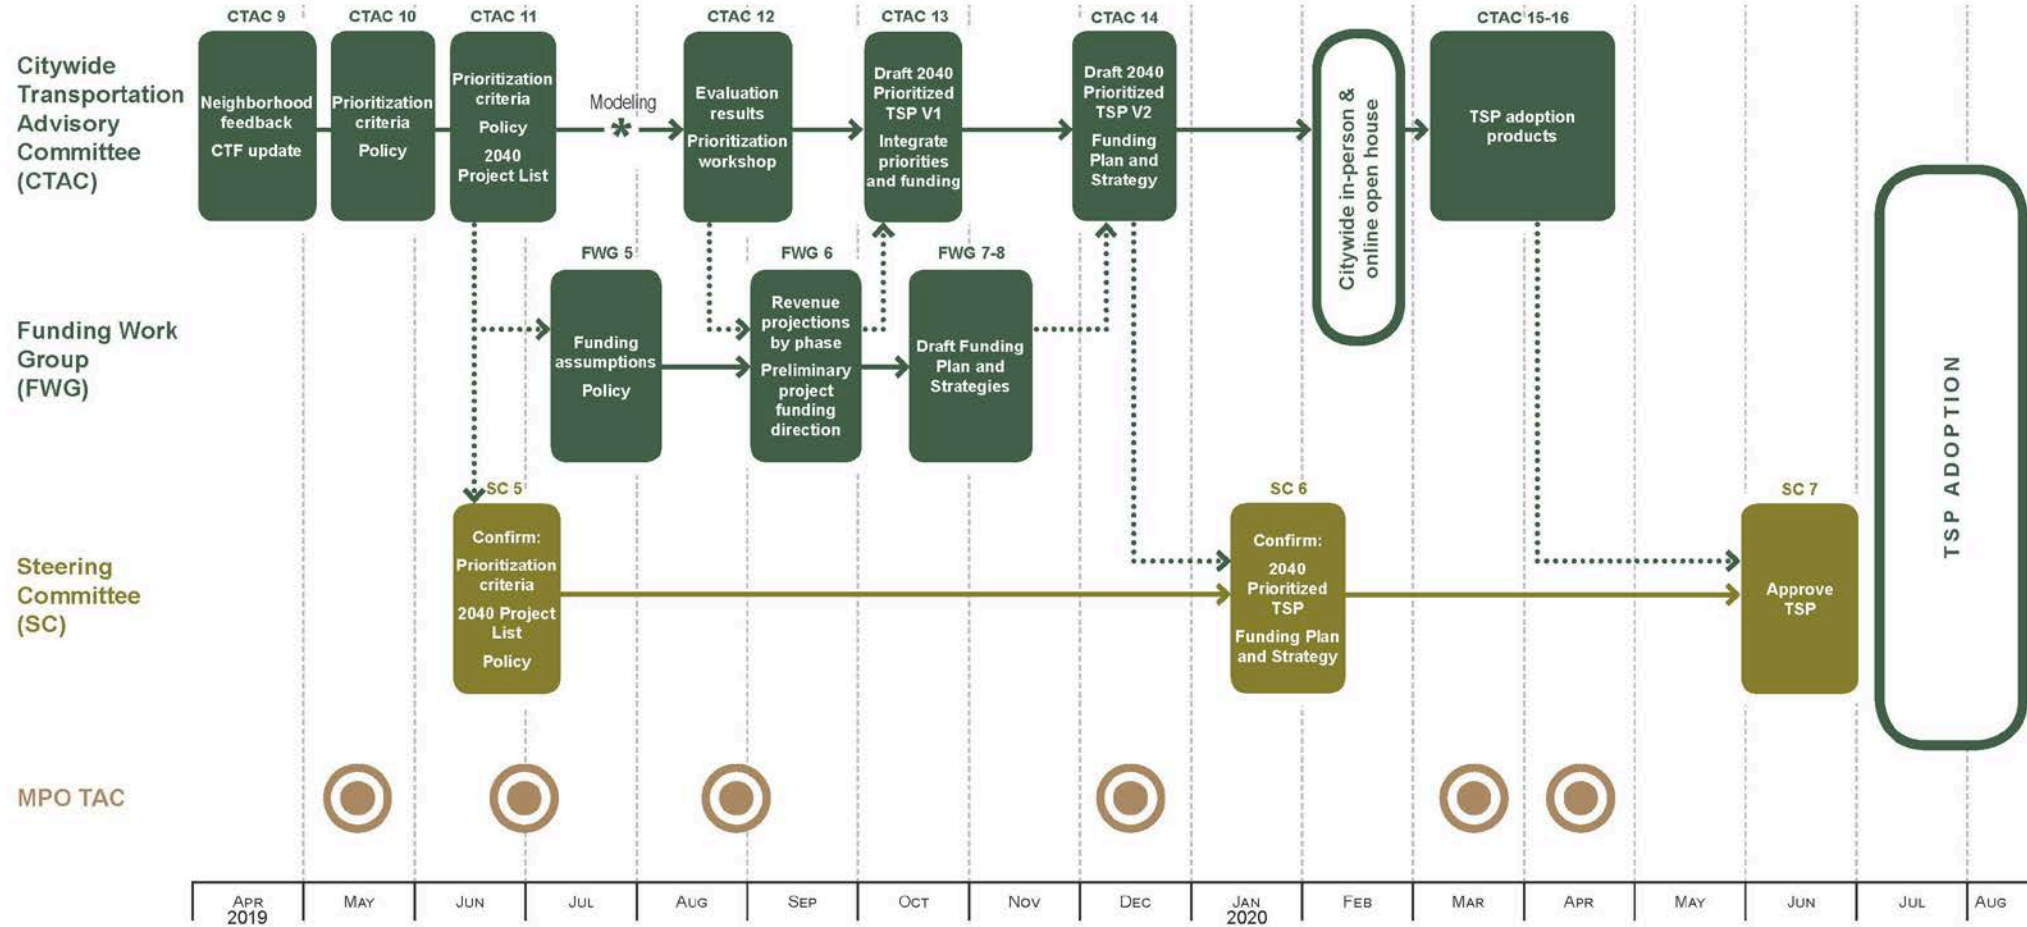 CTAC 9
CTAC 10
CTAC 11
CTAC 12
CTAC 13
CTAC 14
CTAC 15-16
Citywide
Transportation
Advisory
Committee
(CTAC)
Neighborhood
feedback
CTF update
Prioritization
criteria
Policy
Prioritization
criteria
Policy
2040
Project List
Modeling
*
Evaluation
results
Prioritization
workshop
Draft 2040
Prioritized
TSP V1
Integrate
priorities
and funding
Draft 2040
Prioritized
TSP V2
Funding
Plan and
Strategy
Citywide in-person &
online open house
TSP adoption
products
FWG 5
FWG 6
FWG 7-8
Funding Work
Group
(FWG)
Funding
assumptions
Policy
Revenue
projections
by phase
Preliminary
project
funding
direction
Draft Funding
Plan and
Strategies
TSP ADOPTION
SC 5
SC 6
SC 7
Steering
Committee
(SC)
Confirm:
Prioritization
criteria
2040 Project
List
Policy
Confirm:
2040
Prioritized
TSP
Funding Plan
and Strategy
Approve
TSP
MPO TAC
APR
2019
MAY
JUN
JUL
AUG
SEP
OCT
NOV
DEC
JAN
2020
FEB
MAR
APR
MAY
JUN
JUL
AUG